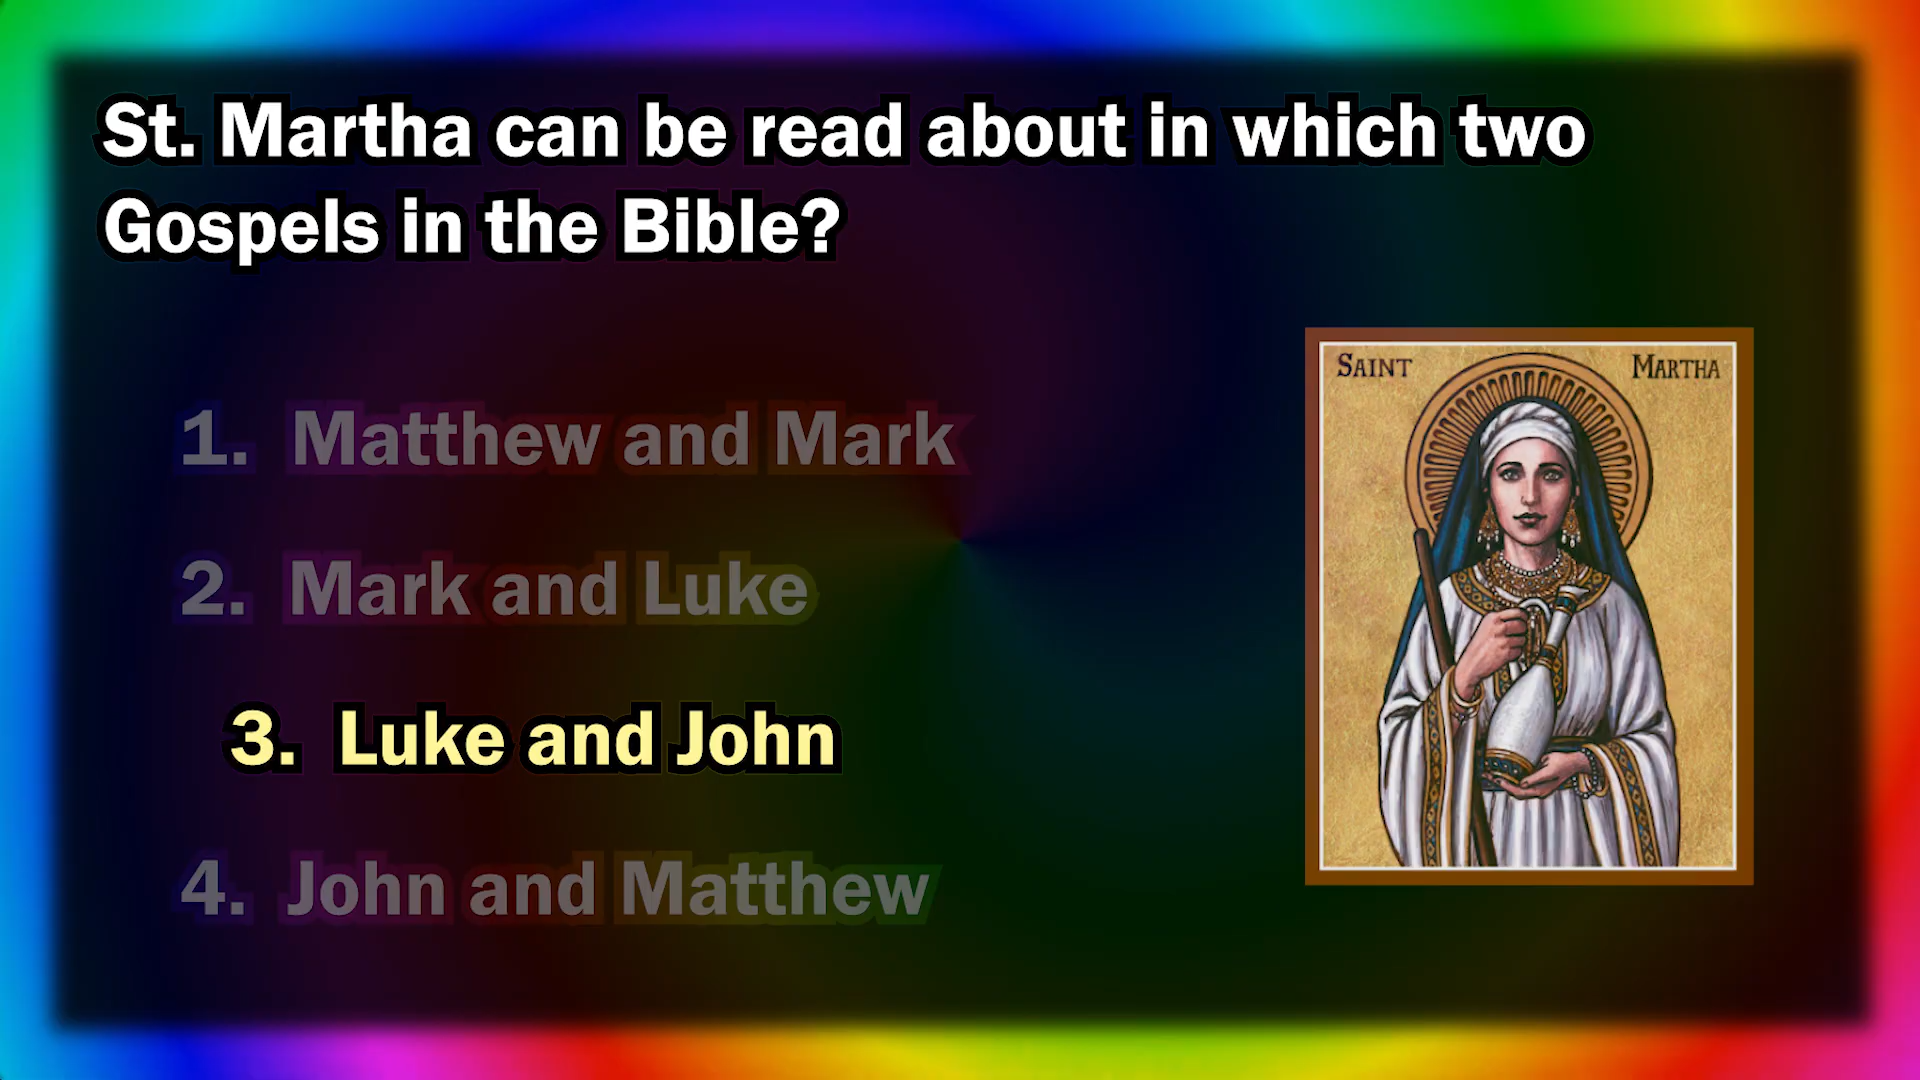 St. Martha can be read about in which two
Gospels in the Bible?
1. Matthew and Mark
2. Mark and Luke
3. Luke and John
4. John and Matthew
SAINT MARTHA